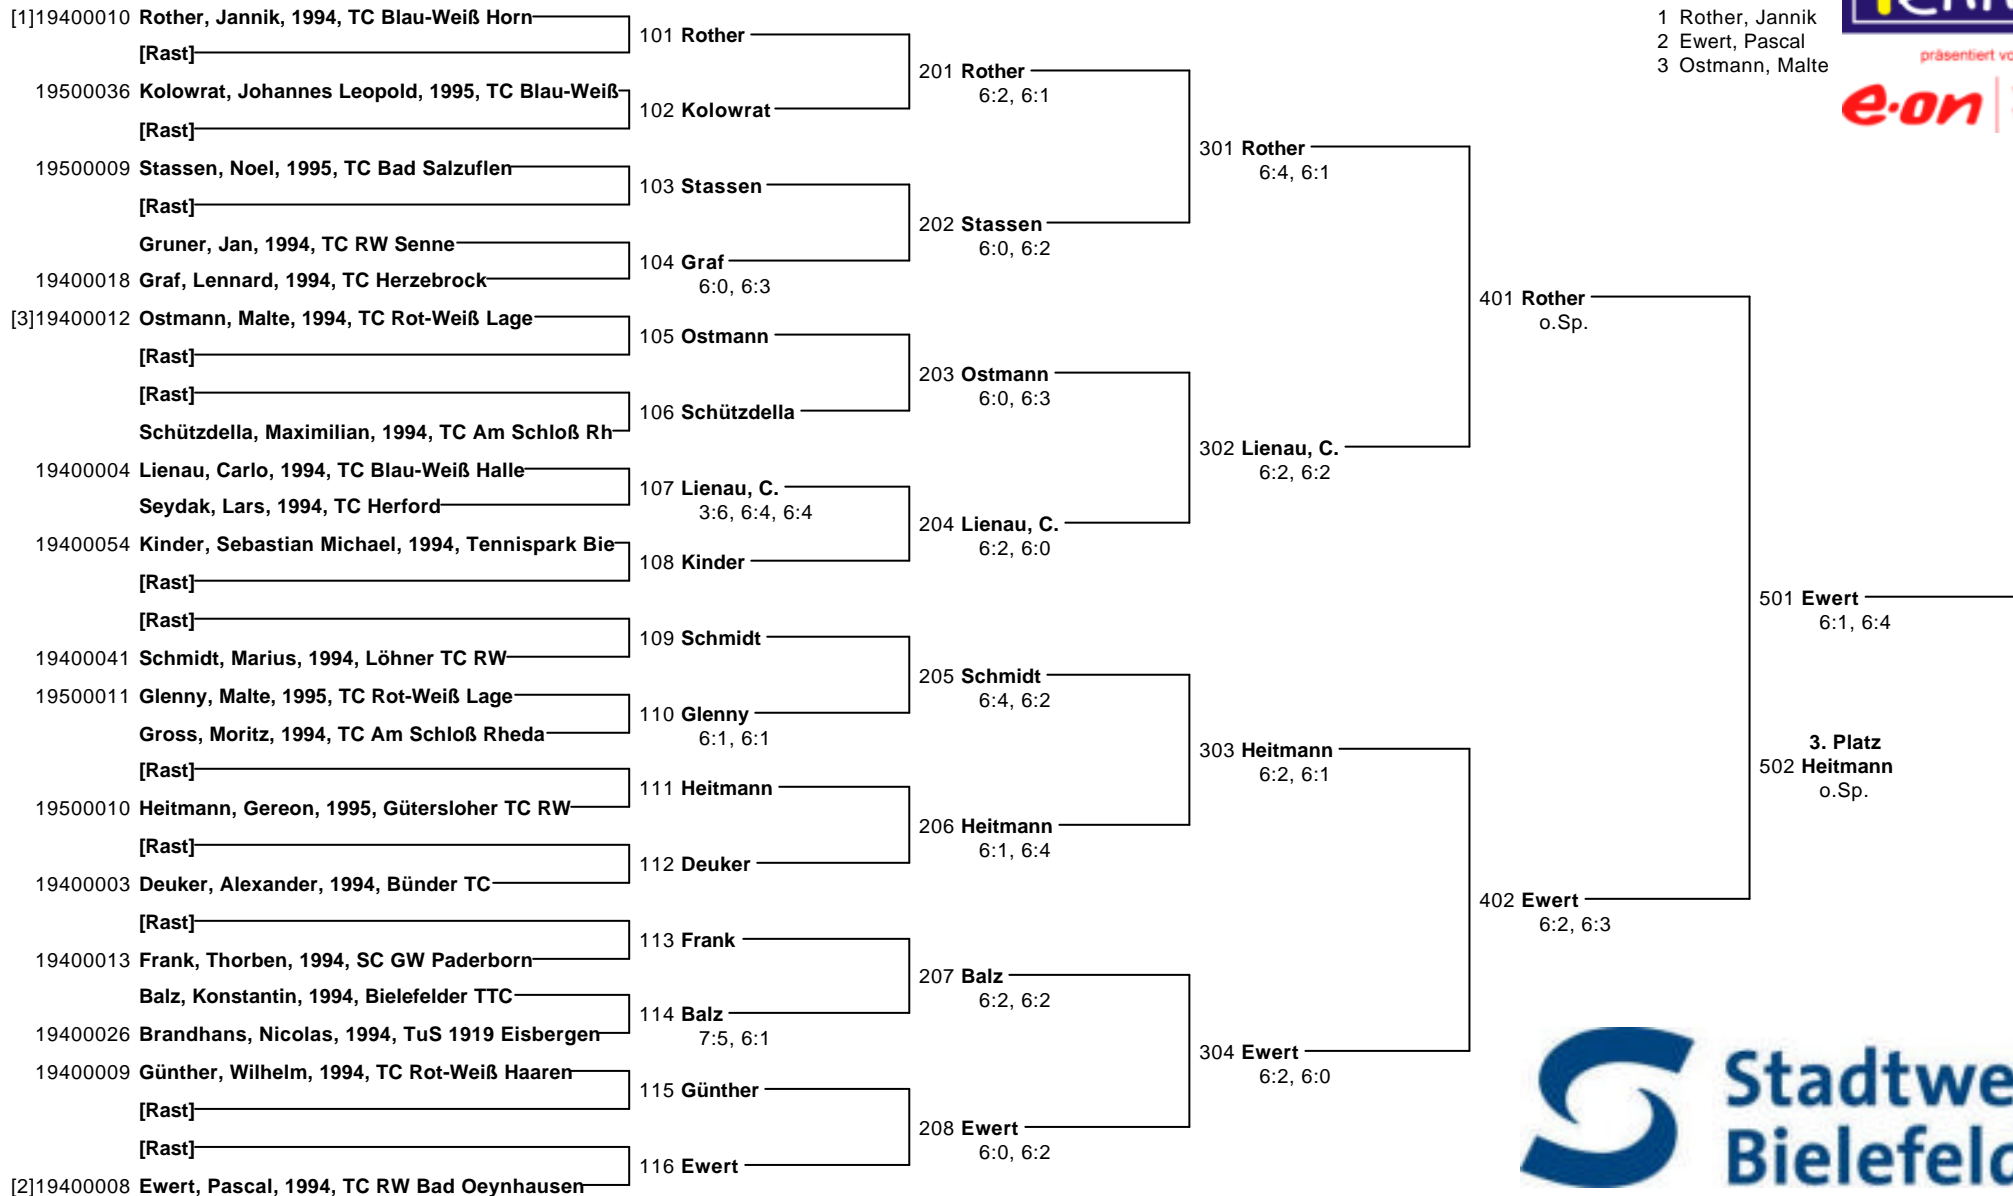 [1]19400010 Rother, Jannik, 1994, TC Blau-Weiß Horn
[Rast]
19500036 Kolowrat, Johannes Leopold, 1995, TC Blau-Weiß
[Rast]
19500009 Stassen, Noel, 1995, TC Bad Salzuflen
[Rast]
Gruner, Jan, 1994, TC RW Senne
19400018 Graf, Lennard, 1994, TC Herzebrock
[3]19400012 Ostmann, Malte, 1994, TC Rot-Weiß Lage
[Rast]
[Rast]
Schützdella, Maximilian, 1994, TC Am Schloß Rh
19400004 Lienau, Carlo, 1994, TC Blau-Weiß Halle
Seydak, Lars, 1994, TC Herford
19400054 Kinder, Sebastian Michael, 1994, Tennispark Bie
[Rast]
[Rast]
19400041 Schmidt, Marius, 1994, Löhner TC RW
19500011 Glenny, Malte, 1995, TC Rot-Weiß Lage
Gross, Moritz, 1994, TC Am Schloß Rheda
[Rast]
19500010 Heitmann, Gereon, 1995, Gütersloher TC RW
[Rast]
19400003 Deuker, Alexander, 1994, Bünder TC
[Rast]
19400013 Frank, Thorben, 1994, SC GW Paderborn
Balz, Konstantin, 1994, Bielefelder TTC
19400026 Brandhans, Nicolas, 1994, TuS 1919 Eisbergen
19400009 Günther, Wilhelm, 1994, TC Rot-Weiß Haaren
[Rast]
[Rast]
[2]19400008 Ewert, Pascal, 1994, TC RW Bad Oeynhausen
101 Rother
102 Kolowrat
103 Stassen
104 Graf
6:0, 6:3
105 Ostmann
106 Schützdella
107 Lienau, C.
3:6, 6:4, 6:4
108 Kinder
109 Schmidt
110 Glenny
6:1, 6:1
111 Heitmann
112 Deuker
113 Frank
114 Balz
7:5, 6:1
115 Günther
116 Ewert
201 Rother
6:2, 6:1
202 Stassen
6:0, 6:2
203 Ostmann
6:0, 6:3
204 Lienau, C.
6:2, 6:0
205 Schmidt
6:4, 6:2
206 Heitmann
6:1, 6:4
207 Balz
6:2, 6:2
208 Ewert
6:0, 6:2
301 Rother
6:4, 6:1
302 Lienau, C.
6:2, 6:2
303 Heitmann
6:2, 6:1
304 Ewert
6:2, 6:0
401 Rother
o.Sp.
402 Ewert
6:2, 6:3
501 Ewert
6:1, 6:4
3. Platz
502 Heitmann
o.Sp.
1 Rother, Jannik
2 Ewert, Pascal
3 Ostmann, Malte
präsentiert vo
e·on
Stadtwe
Bielefeld